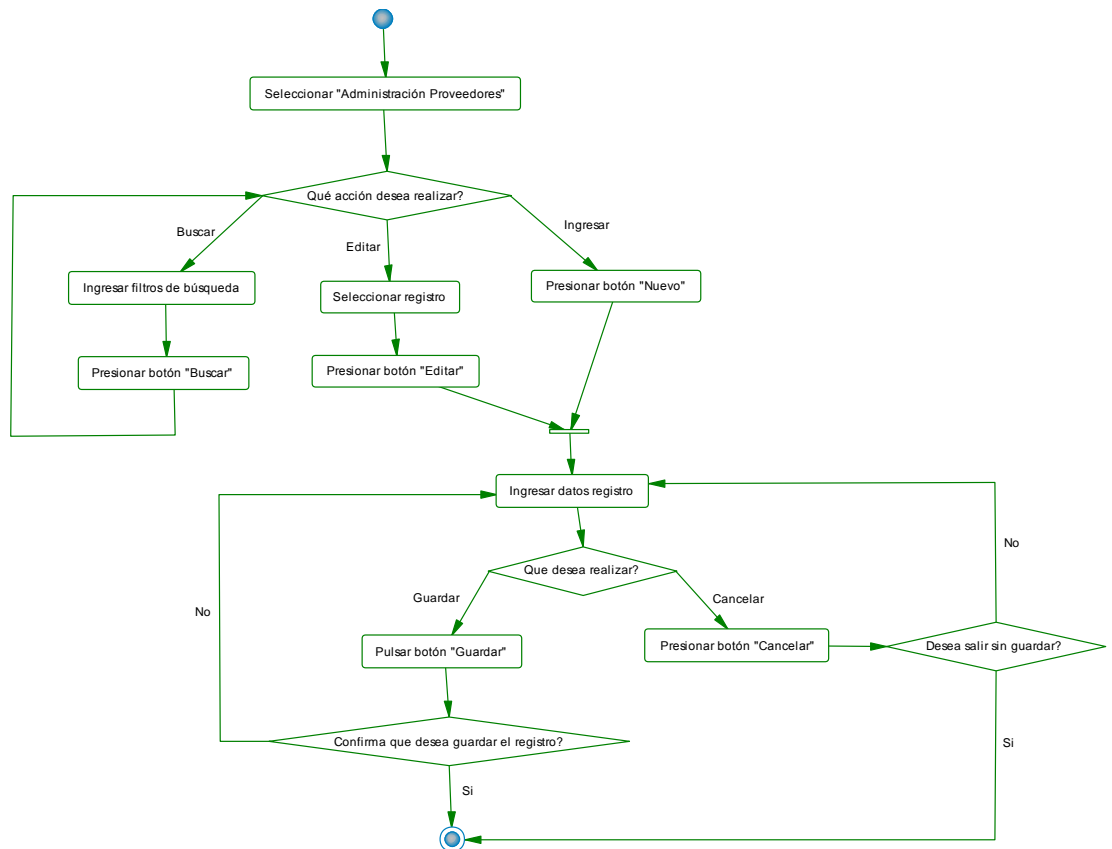 Seleccionar "Administración Proveedores"
Qué acción desea realizar?
Buscar
Editar
Ingresar
Ingresar filtros de búsqueda
Seleccionar registro
Presionar botón "Nuevo"
Presionar botón "Buscar"
Presionar botón "Editar"
Ingresar datos registro
No
Que desea realizar?
Guardar
Cancelar
No
Pulsar botón "Guardar"
Presionar botón "Cancelar"
Desea salir sin guardar?
Confirma que desea guardar el registro?
Si
Si